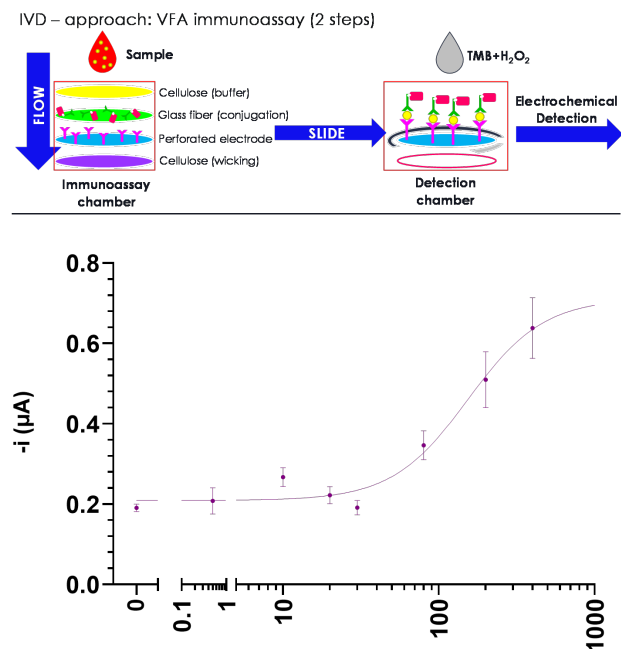 IVD – approach: VFA immunoassay (2 steps)
Sample
TMB+H₂O₂
FLOW
Cellulose (buffer)
Glass fiber (conjugation)
Perforated electrode
Cellulose (wicking)
SLIDE
Electrochemical
Detection
Immunoassay
chamber
Detection
chamber
-i (µA)
0.8
0.6
0.4
0.2
0.0
0
0.1
1
10
100
1000